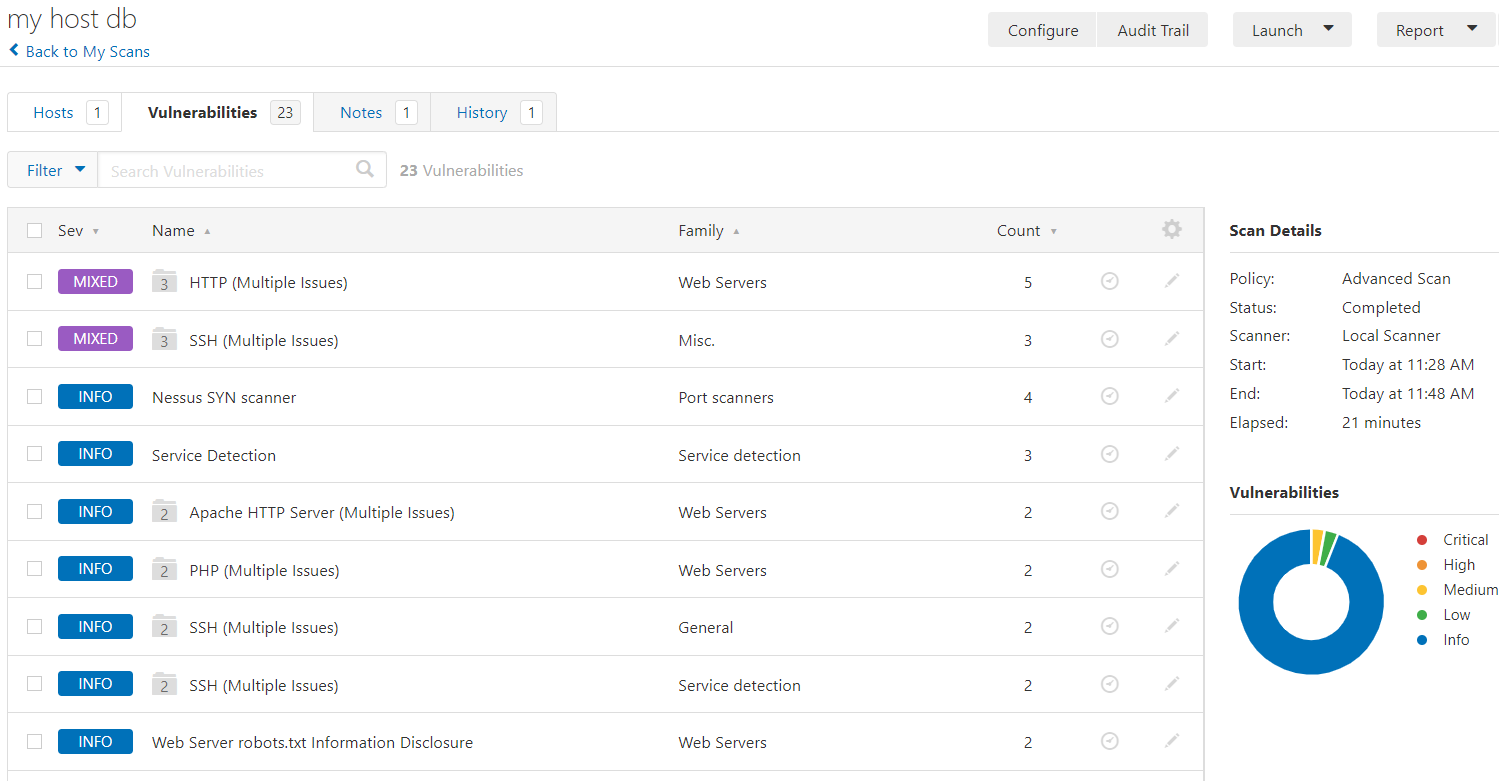 my host db
Back to My Scans
Configure Audit Trail Launch Report
Hosts 1 Vulnerabilities 23 Notes 1 History 1
Filter Search Vulnerabilities 23 Vulnerabilities
Sev Name Family Count
MIXED 3 HTTP (Multiple Issues) Web Servers 5
MIXED 3 SSH (Multiple Issues) Misc. 3
INFO Nessus SYN scanner Port scanners 4
INFO Service Detection Service detection 3
INFO 2 Apache HTTP Server (Multiple Issues) Web Servers 2
INFO 2 PHP (Multiple Issues) Web Servers 2
INFO 2 SSH (Multiple Issues) General 2
INFO 2 SSH (Multiple Issues) Service detection 2
INFO Web Server robots.txt Information Disclosure Web Servers 2
Scan Details
Policy: Advanced Scan
Status: Completed
Scanner: Local Scanner
Start: Today at 11:28 AM
End: Today at 11:48 AM
Elapsed: 21 minutes
Vulnerabilities
Critical
High
Medium
Low
Info